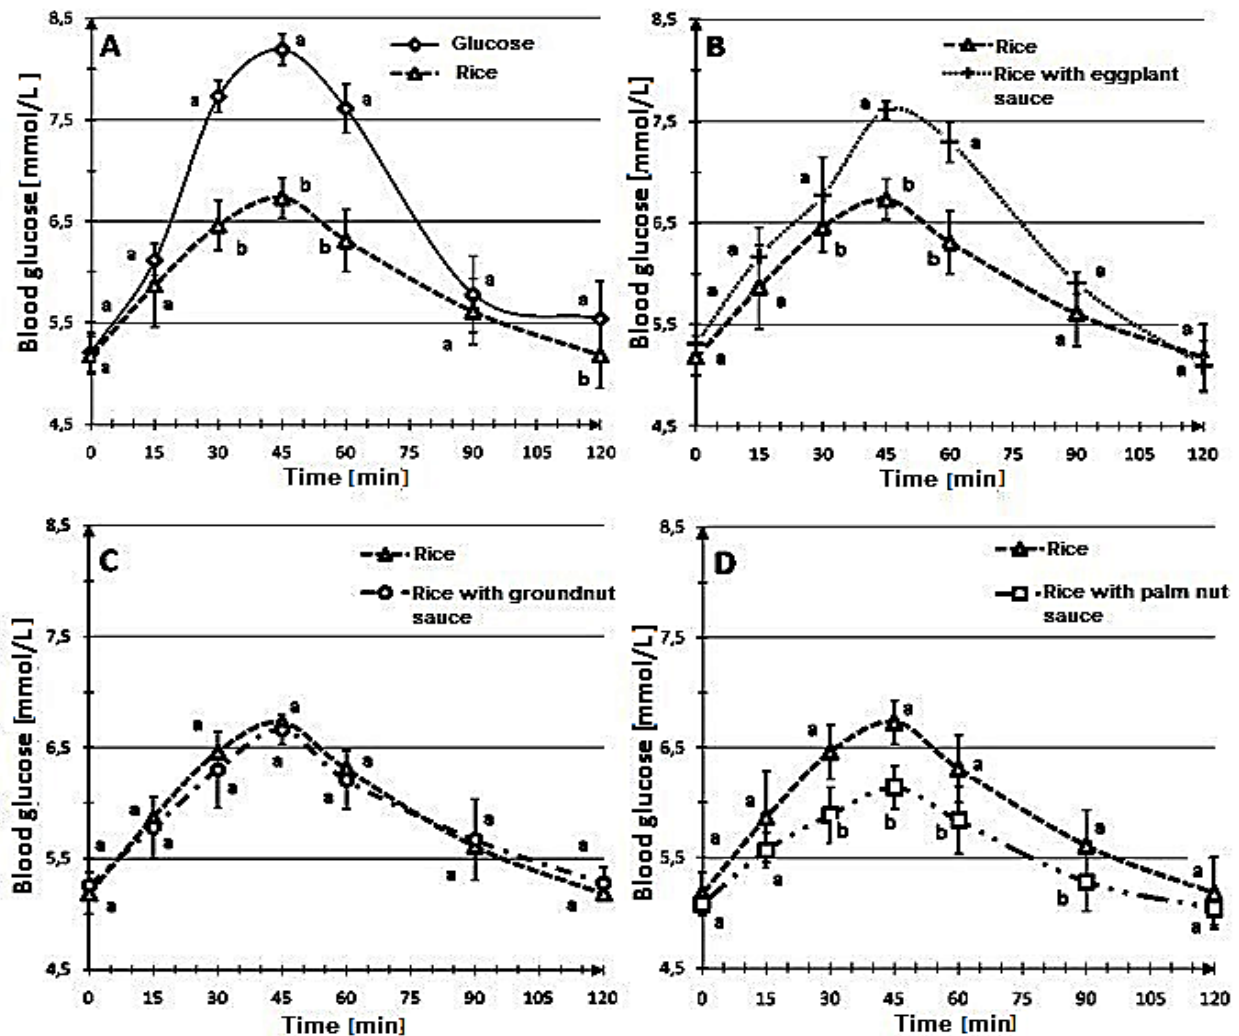 8,5
A
a
Glucose
Rice
a
a
7,5
b
6,5
a
b
b
a
a
a
a
5,5
a
a
b
4,5
0 15 30 45 60 75 90 105 120
Time [min]
Blood glucose [mmol/L]
8,5
B
Rice
Rice with eggplant
sauce
a
7,5
a
a
b
6,5
a
b
b
a
a
a
5,5
a
a
a
a
4,5
0 15 30 45 60 75 90 105 120
Time [min]
Blood glucose [mmol/L]
8,5
C
Rice
Rice with groundnut
sauce
7,5
a
a
6,5
a
a
a
a
a
a
a
a
5,5
a
a
a
a
4,5
0 15 30 45 60 75 90 105 120
Time [min]
Blood glucose [mmol/L]
8,5
D
Rice
Rice with palm nut
sauce
7,5
a
a
6,5
a
a
b
b
b
a
a
5,5
a
a
b
a
a
4,5
0 15 30 45 60 75 90 105 120
Time [min]
Blood glucose [mmol/L]